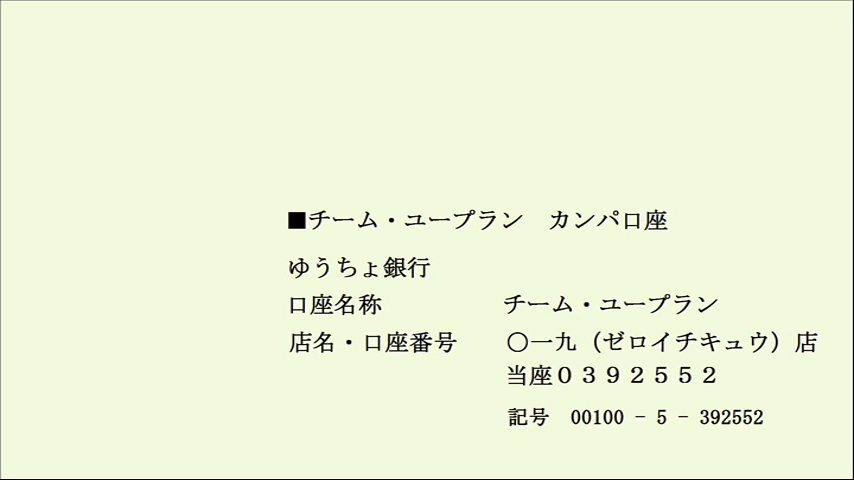 ■チーム・ユープラン　カンパ口座
ゆうちょ銀行
口座名称　チーム・ユープラン
店名・口座番号　〇一九（ゼロイチキュウ）店
当座０３９２５５２
記号　00100 － 5 － 392552